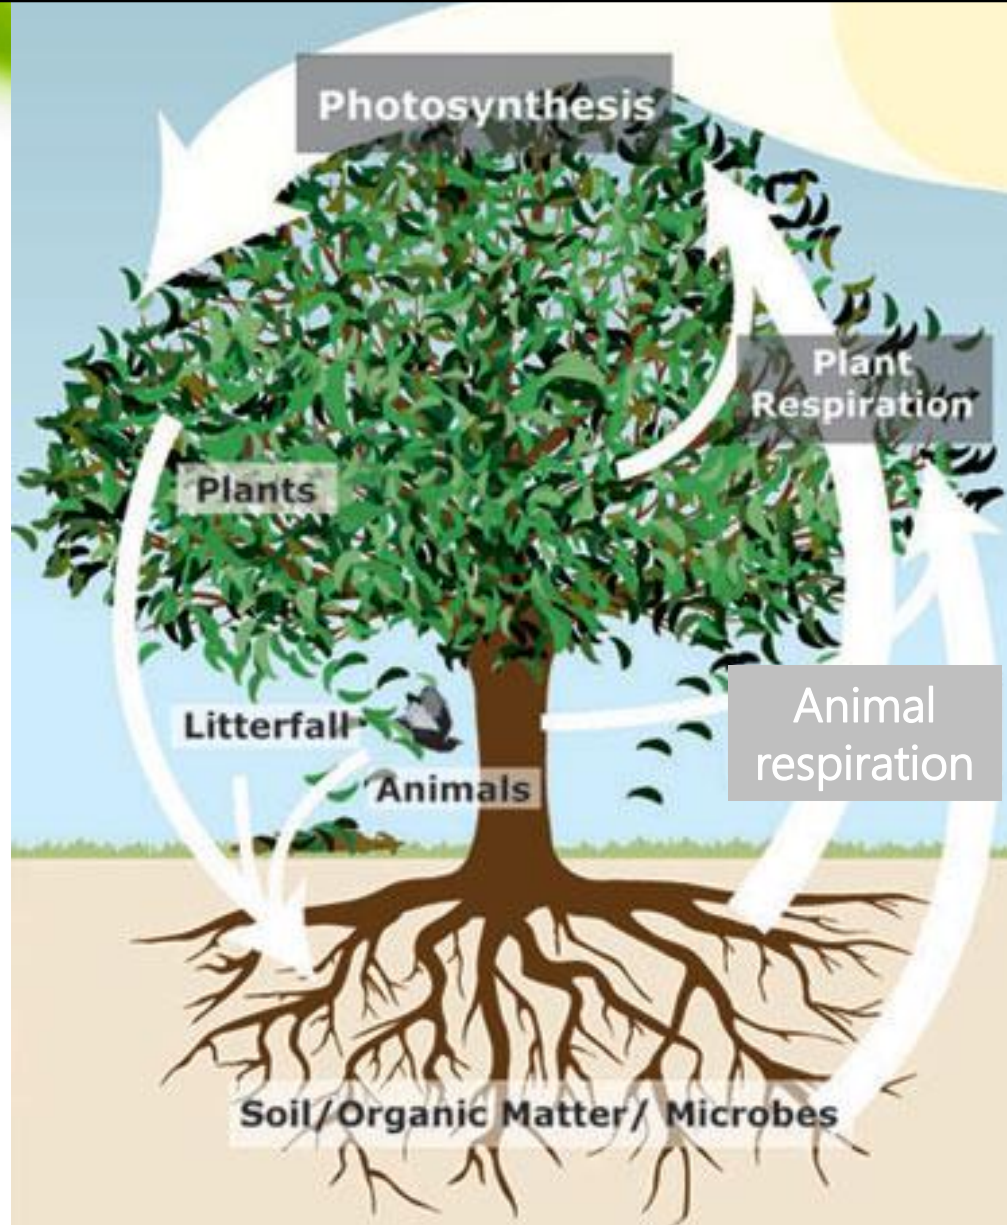 Photosynthesis
Plant
Respiration
Plants
Animal
respiration
Litterfall
Animals
Soil/Organic Matter/ Microbes